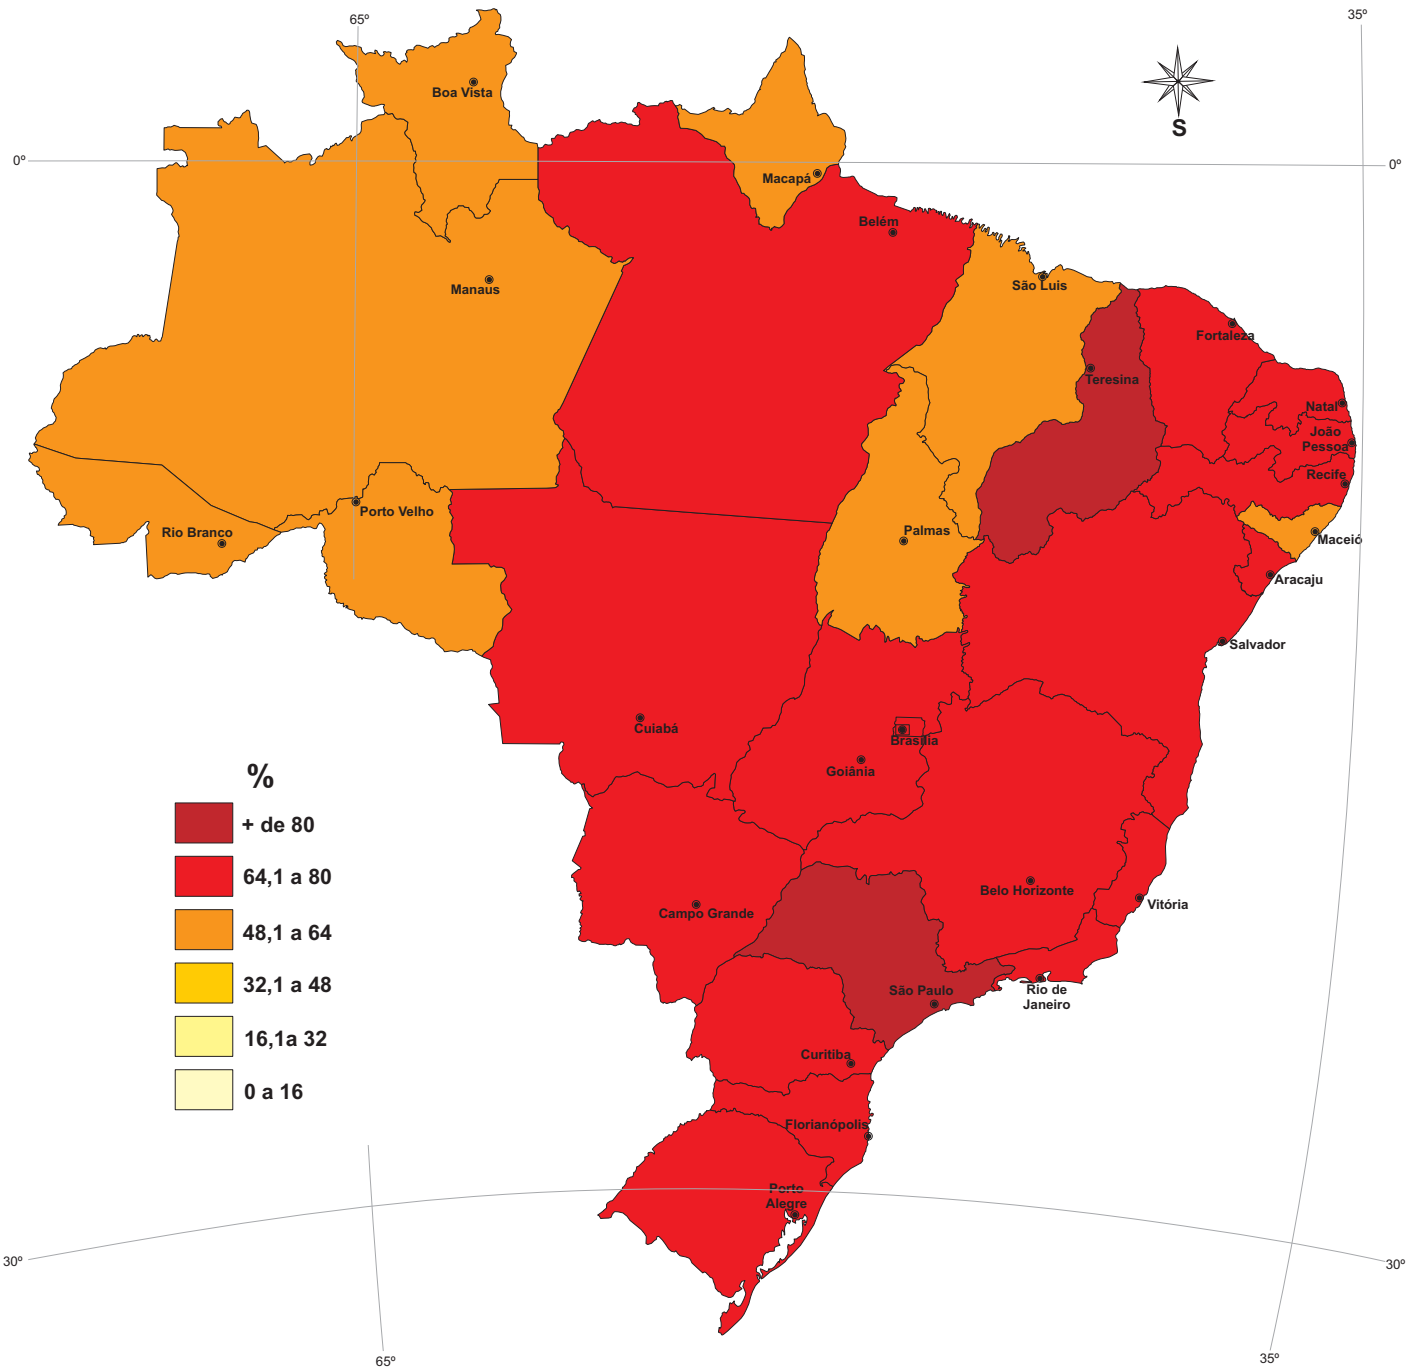 65º
35º
Boa Vista
S
0º
0º
Macapá
Belém
Manaus
São Luis
Fortaleza
Teresina
Natal
João
Pessoa
Recife
Porto Velho
Rio Branco
Palmas
Maceió
Aracaju
Salvador
Cuiabá
Brasília
Goiânia
%
+ de 80
64,1 a 80
48,1 a 64
32,1 a 48
16,1a 32
0 a 16
Belo Horizonte
Vitória
Campo Grande
São Paulo
Rio de
Janeiro
Curitiba
Florianópolis
Porto
Alegre
30º
30º
65º
35º